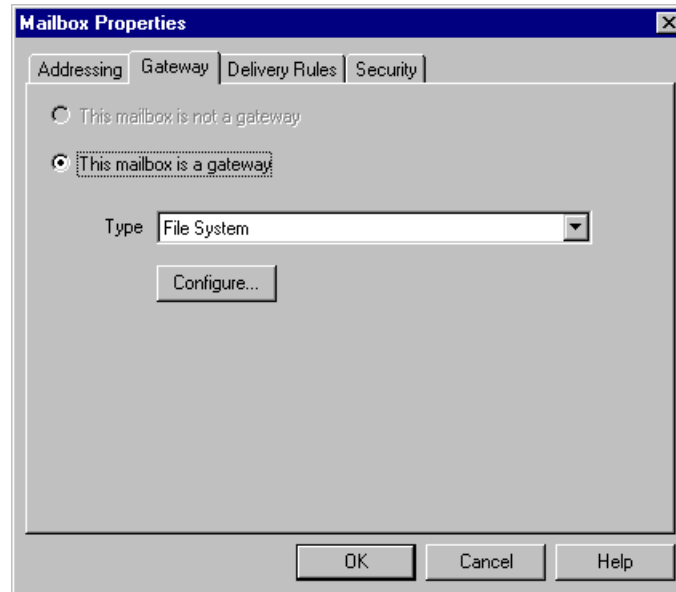 Mailbox Properties
Addressing Gateway Delivery Rules Security
This mailbox is not a gateway
This mailbox is a gateway
Type File System
Configure...
OK Cancel Help